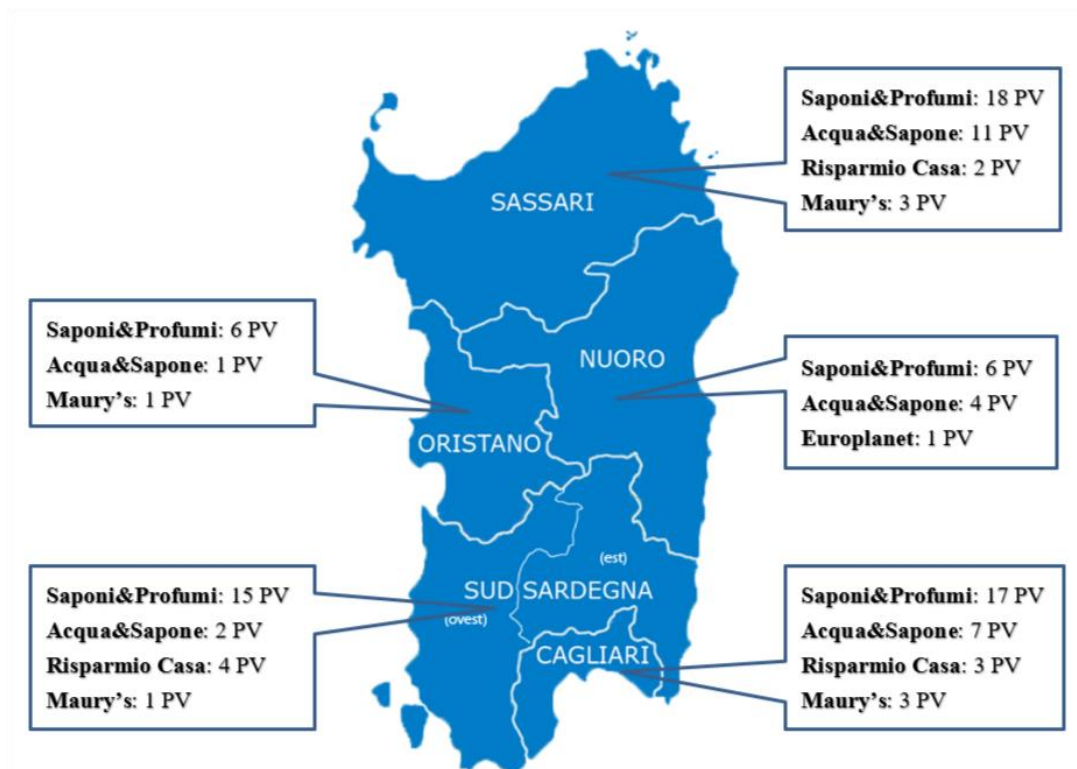 Saponi&Profumi: 18 PV
Acqua&Sapone: 11 PV
Risparmio Casa: 2 PV
Maury’s: 3 PV
SASSARI
Saponi&Profumi: 6 PV
Acqua&Sapone: 1 PV
Maury’s: 1 PV
NUORO
Saponi&Profumi: 6 PV
Acqua&Sapone: 4 PV
Europlanet: 1 PV
ORISTANO
(est)
SUD SARDEGNA
(ovest)
Saponi&Profumi: 15 PV
Acqua&Sapone: 2 PV
Risparmio Casa: 4 PV
Maury’s: 1 PV
CAGLIARI
Saponi&Profumi: 17 PV
Acqua&Sapone: 7 PV
Risparmio Casa: 3 PV
Maury’s: 3 PV